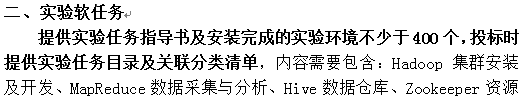 二、实验软任务
提供实验任务指导书及安装完成的实验环境不少于 400 个，投标时
提供实验任务目录及关联分类清单，内容需要包含：Hadoop 集群安装
及开发、MapReduce 数据采集与分析、Hive 数据仓库、Zookeeper 资源